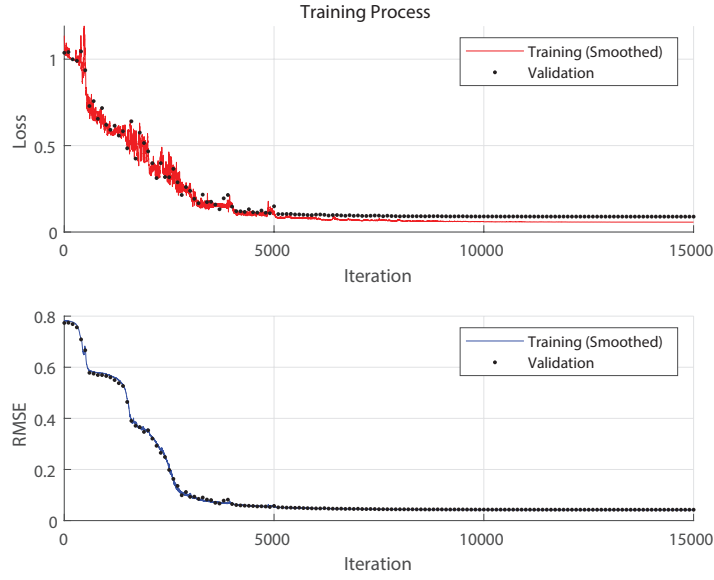 Training Process
1
0.5
0
Loss
Training (Smoothed)
Validation
0
5000
10000
15000
Iteration
0.8
0.6
0.4
0.2
0
RMSE
Training (Smoothed)
Validation
0
5000
10000
15000
Iteration